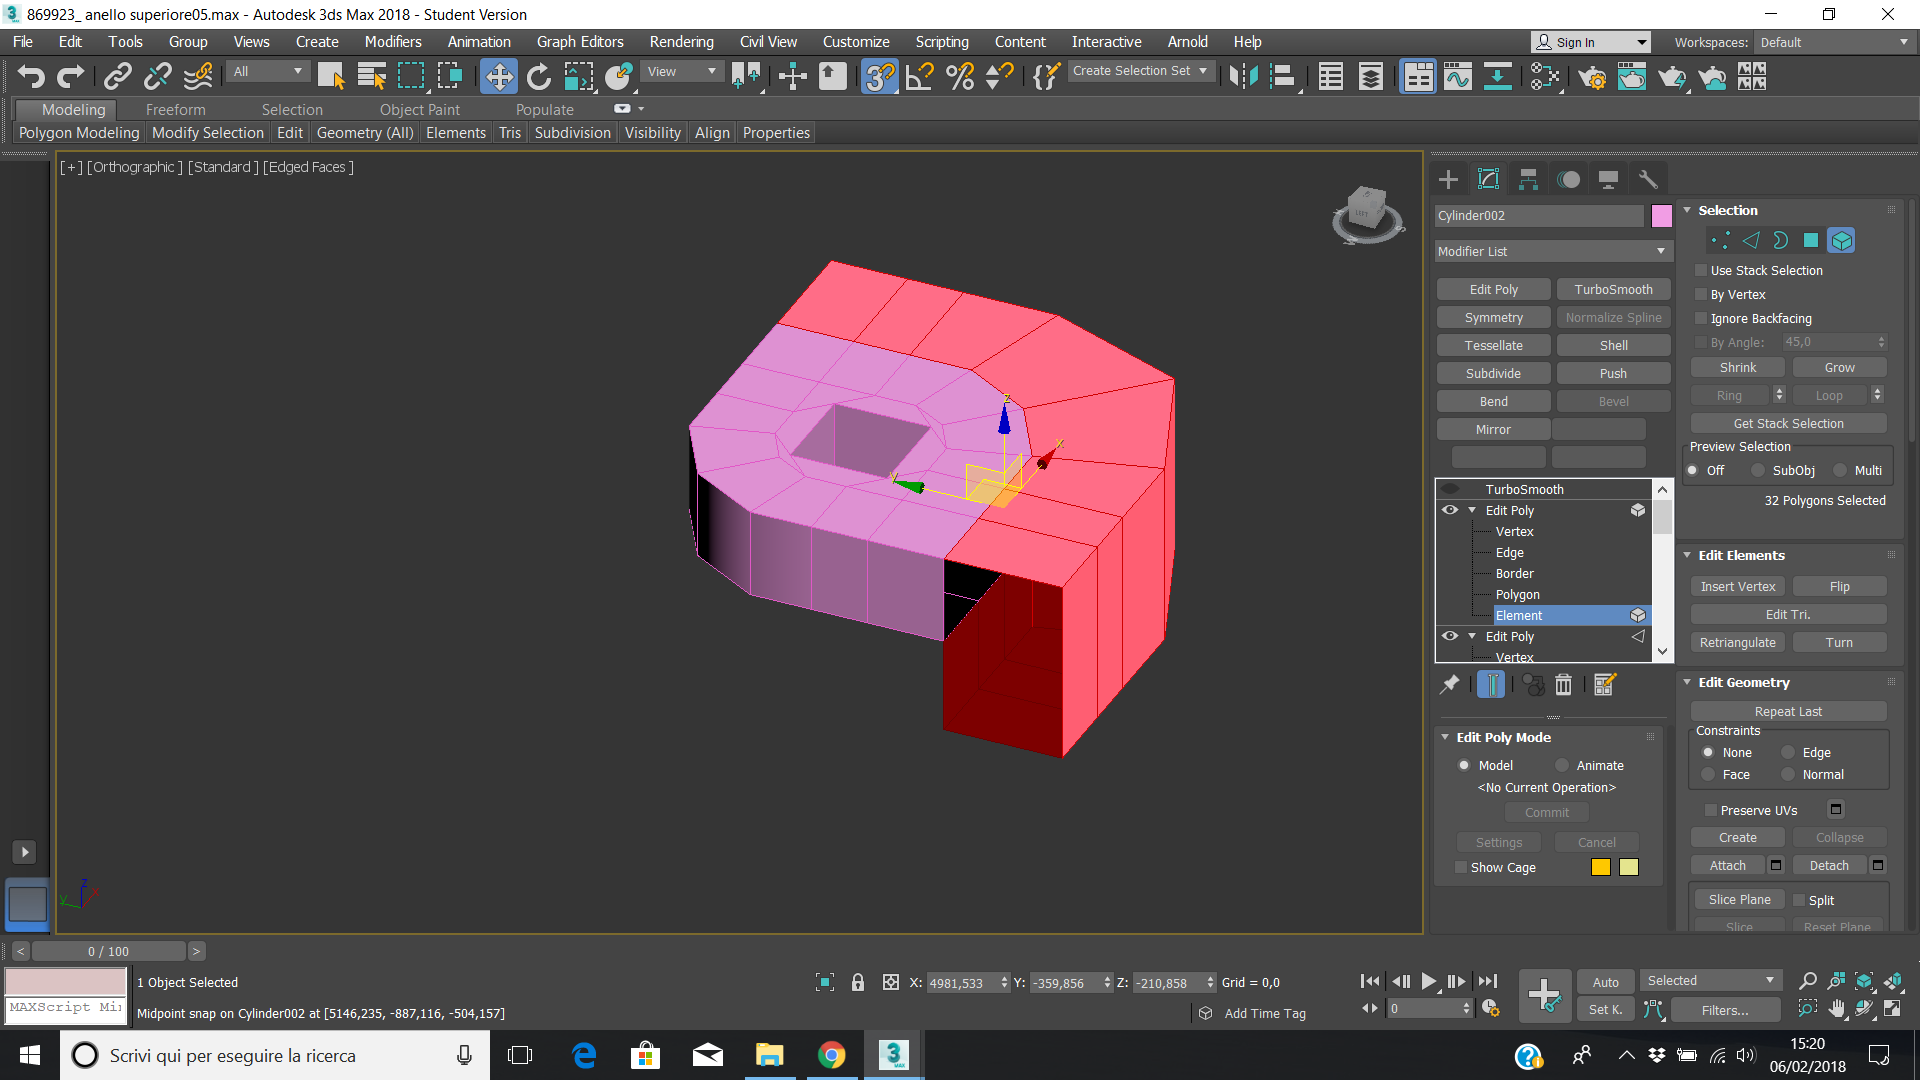 869923_ anello superiore05.max - Autodesk 3ds Max 2018 - Student Version
File Edit Tools Group Views Create Modifiers Animation Graph Editors Rendering Civil View Customize Scripting Content Interactive Arnold Help Sign In Workspaces: Default
All View Create Selection Set
Modeling Freeform Selection Object Paint Populate
Polygon Modeling Modify Selection Edit Geometry (All) Elements Tris Subdivision Visibility Align Properties
[+] [Orthographic ] [Standard ] [Edged Faces ]
LEFT
z
x
y
Cylinder002
Modifier List
Edit Poly TurboSmooth
Symmetry Normalize Spline
Tessellate Shell
Subdivide Push
Bend Bevel
Mirror
TurboSmooth
Edit Poly
Vertex
Edge
Border
Polygon
Element
Edit Poly
Vertex
Edit Poly Mode
Model Animate
<No Current Operation>
Commit
Settings Cancel
Show Cage
Selection
Use Stack Selection
By Vertex
Ignore Backfacing
By Angle: 45,0
Shrink Grow
Ring Loop
Get Stack Selection
Preview Selection
Off SubObj Multi
32 Polygons Selected
Edit Elements
Insert Vertex Flip
Edit Tri.
Retriangulate Turn
Edit Geometry
Repeat Last
Constraints
None Edge
Face Normal
Preserve UVs
Create Collapse
Attach Detach
Slice Plane Split
Slice Reset Plane
z
y
x
< 0 / 100 >
1 Object Selected X: 4981,533 Y: -359,856 Z: -210,858 Grid = 0,0 Auto Selected
MAXScript Mi
Midpoint snap on Cylinder002 at [5146,235, -887,116, -504,157] Add Time Tag 0 Set K. Filters...
Scrivi qui per eseguire la ricerca
3
MAX
15:20
06/02/2018